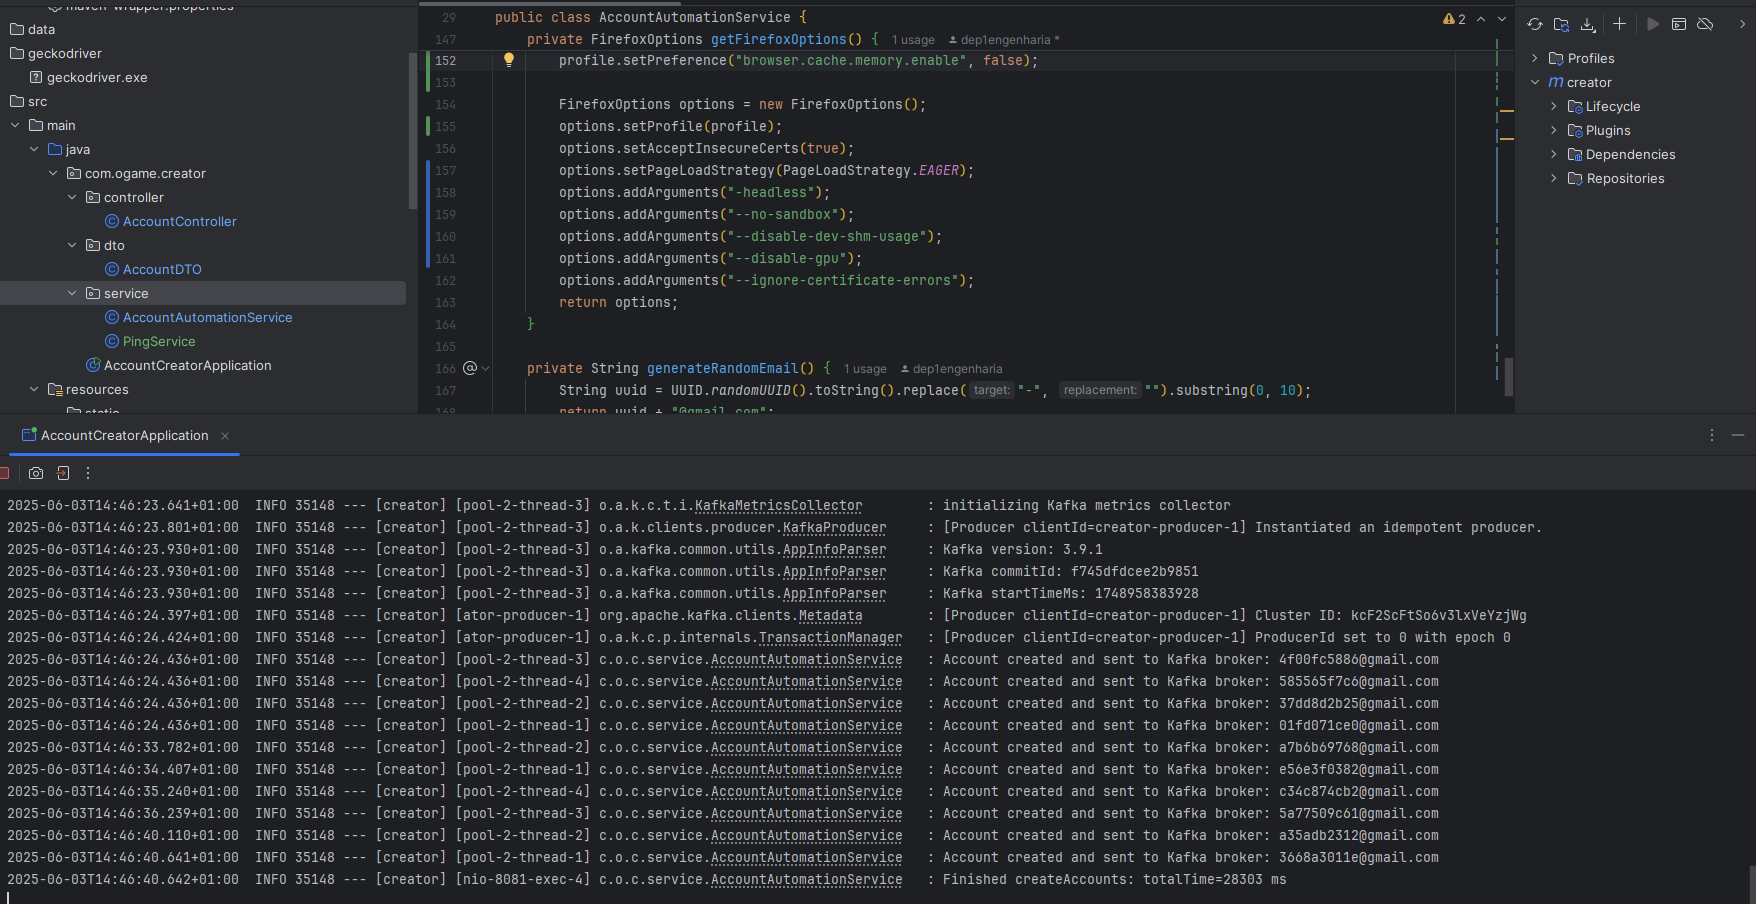 maven-wrapper.properties
data
geckodriver
geckodriver.exe
src
main
java
com.ogame.creator
controller
AccountController
dto
AccountDTO
service
AccountAutomationService
PingService
AccountCreatorApplication
resources
static
29 public class AccountAutomationService {
147 private FirefoxOptions getFirefoxOptions() { 1 usage dep1engenharia *
152 profile.setPreference("browser.cache.memory.enable", false);
153
154 FirefoxOptions options = new FirefoxOptions();
155 options.setProfile(profile);
156 options.setAcceptInsecureCerts(true);
157 options.setPageLoadStrategy(PageLoadStrategy.EAGER);
158 options.addArguments("-headless");
159 options.addArguments("--no-sandbox");
160 options.addArguments("--disable-dev-shm-usage");
161 options.addArguments("--disable-gpu");
162 options.addArguments("--ignore-certificate-errors");
163 return options;
164 }
165
166 @ private String generateRandomEmail() { 1 usage dep1engenharia
167 String uuid = UUID.randomUUID().toString().replace( target: "-", replacement: "").substring(0, 10);
168 return uuid + "@gmail.com";
2
Profiles
m creator
Lifecycle
Plugins
Dependencies
Repositories
AccountCreatorApplication
2025-06-03T14:46:23.641+01:00 INFO 35148 --- [creator] [pool-2-thread-3] o.a.k.c.t.i.KafkaMetricsCollector : initializing Kafka metrics collector
2025-06-03T14:46:23.801+01:00 INFO 35148 --- [creator] [pool-2-thread-3] o.a.k.clients.producer.KafkaProducer : [Producer clientId=creator-producer-1] Instantiated an idempotent producer.
2025-06-03T14:46:23.930+01:00 INFO 35148 --- [creator] [pool-2-thread-3] o.a.kafka.common.utils.AppInfoParser : Kafka version: 3.9.1
2025-06-03T14:46:23.930+01:00 INFO 35148 --- [creator] [pool-2-thread-3] o.a.kafka.common.utils.AppInfoParser : Kafka commitId: f745dfdcee2b9851
2025-06-03T14:46:23.930+01:00 INFO 35148 --- [creator] [pool-2-thread-3] o.a.kafka.common.utils.AppInfoParser : Kafka startTimeMs: 1748958383928
2025-06-03T14:46:24.397+01:00 INFO 35148 --- [creator] [ator-producer-1] org.apache.kafka.clients.Metadata : [Producer clientId=creator-producer-1] Cluster ID: kcF2ScFtSo6v3lxVeYzjWg
2025-06-03T14:46:24.424+01:00 INFO 35148 --- [creator] [ator-producer-1] o.a.k.c.p.internals.TransactionManager : [Producer clientId=creator-producer-1] ProducerId set to 0 with epoch 0
2025-06-03T14:46:24.436+01:00 INFO 35148 --- [creator] [pool-2-thread-3] c.o.c.service.AccountAutomationService : Account created and sent to Kafka broker: 4f00fc5886@gmail.com
2025-06-03T14:46:24.436+01:00 INFO 35148 --- [creator] [pool-2-thread-4] c.o.c.service.AccountAutomationService : Account created and sent to Kafka broker: 585565f7c6@gmail.com
2025-06-03T14:46:24.436+01:00 INFO 35148 --- [creator] [pool-2-thread-2] c.o.c.service.AccountAutomationService : Account created and sent to Kafka broker: 37dd8d2b25@gmail.com
2025-06-03T14:46:24.436+01:00 INFO 35148 --- [creator] [pool-2-thread-1] c.o.c.service.AccountAutomationService : Account created and sent to Kafka broker: 01fd071ce0@gmail.com
2025-06-03T14:46:33.782+01:00 INFO 35148 --- [creator] [pool-2-thread-2] c.o.c.service.AccountAutomationService : Account created and sent to Kafka broker: a7b6b69768@gmail.com
2025-06-03T14:46:34.407+01:00 INFO 35148 --- [creator] [pool-2-thread-1] c.o.c.service.AccountAutomationService : Account created and sent to Kafka broker: e56e3f0382@gmail.com
2025-06-03T14:46:35.240+01:00 INFO 35148 --- [creator] [pool-2-thread-4] c.o.c.service.AccountAutomationService : Account created and sent to Kafka broker: c34c874cb2@gmail.com
2025-06-03T14:46:36.239+01:00 INFO 35148 --- [creator] [pool-2-thread-3] c.o.c.service.AccountAutomationService : Account created and sent to Kafka broker: 5a77509c61@gmail.com
2025-06-03T14:46:40.110+01:00 INFO 35148 --- [creator] [pool-2-thread-2] c.o.c.service.AccountAutomationService : Account created and sent to Kafka broker: a35adb2312@gmail.com
2025-06-03T14:46:40.641+01:00 INFO 35148 --- [creator] [pool-2-thread-1] c.o.c.service.AccountAutomationService : Account created and sent to Kafka broker: 3668a3011e@gmail.com
2025-06-03T14:46:40.642+01:00 INFO 35148 --- [creator] [nio-8081-exec-4] c.o.c.service.AccountAutomationService : Finished createAccounts: totalTime=28303 ms